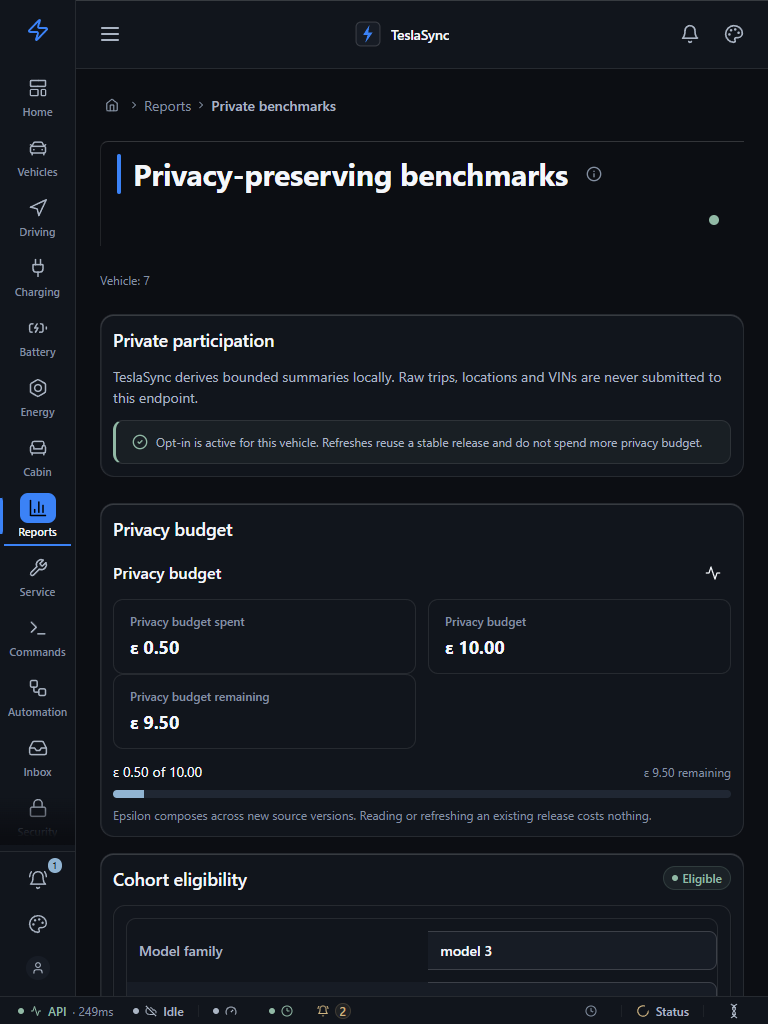 TeslaSync
Home
Vehicles
Driving
Charging
Battery
Energy
Cabin
Reports
Service
Commands
Automation
Inbox
Security
1
Reports
Private benchmarks
Privacy-preserving benchmarks
Vehicle: 7
Private participation
TeslaSync derives bounded summaries locally. Raw trips, locations and VINs are never submitted to
this endpoint.
Opt-in is active for this vehicle. Refreshes reuse a stable release and do not spend more privacy budget.
Privacy budget
Privacy budget
Privacy budget spent
ε 0.50
Privacy budget
ε 10.00
Privacy budget remaining
ε 9.50
ε 0.50 of 10.00
ε 9.50 remaining
Epsilon composes across new source versions. Reading or refreshing an existing release costs nothing.
Cohort eligibility
Eligible
Model family
model 3
API · 249ms
Idle
2
Status